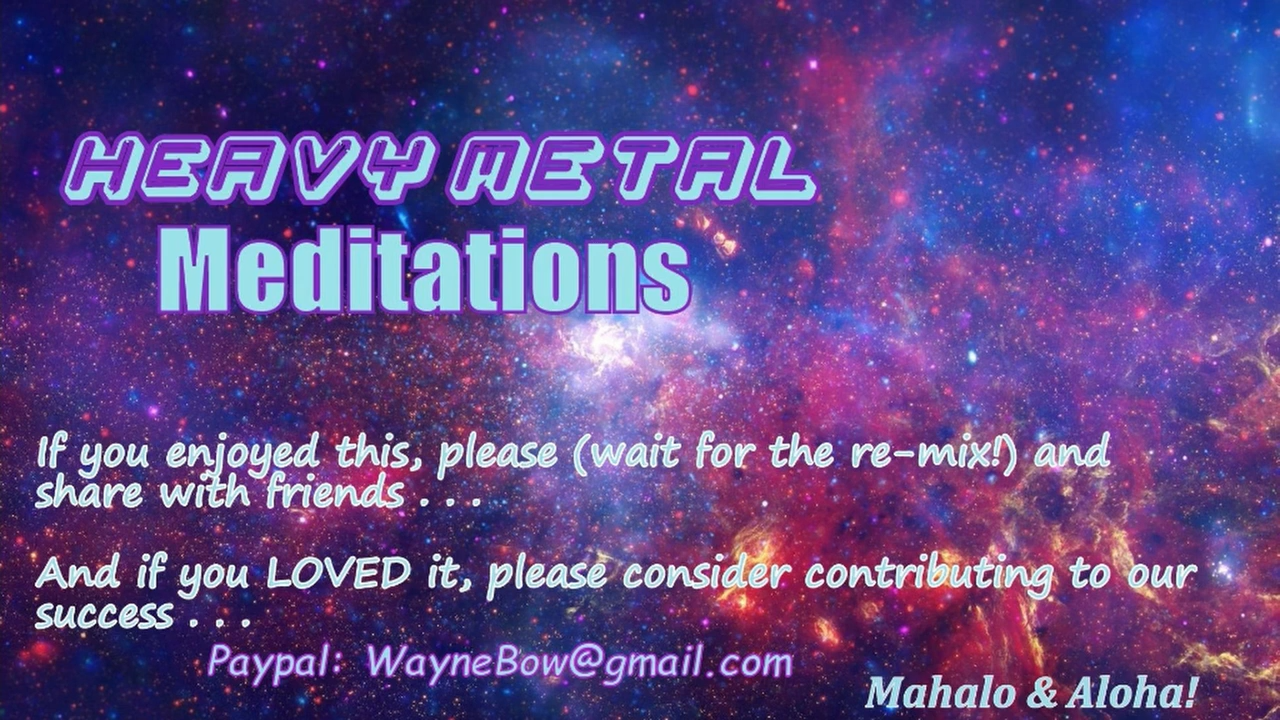 HEAVY METAL
Meditations
If you enjoyed this, please (wait for the re-mix!) and
share with friends . . .
And if you LOVED it, please consider contributing to our
success . . .
Paypal: WayneBow@gmail.com
Mahalo & Aloha!